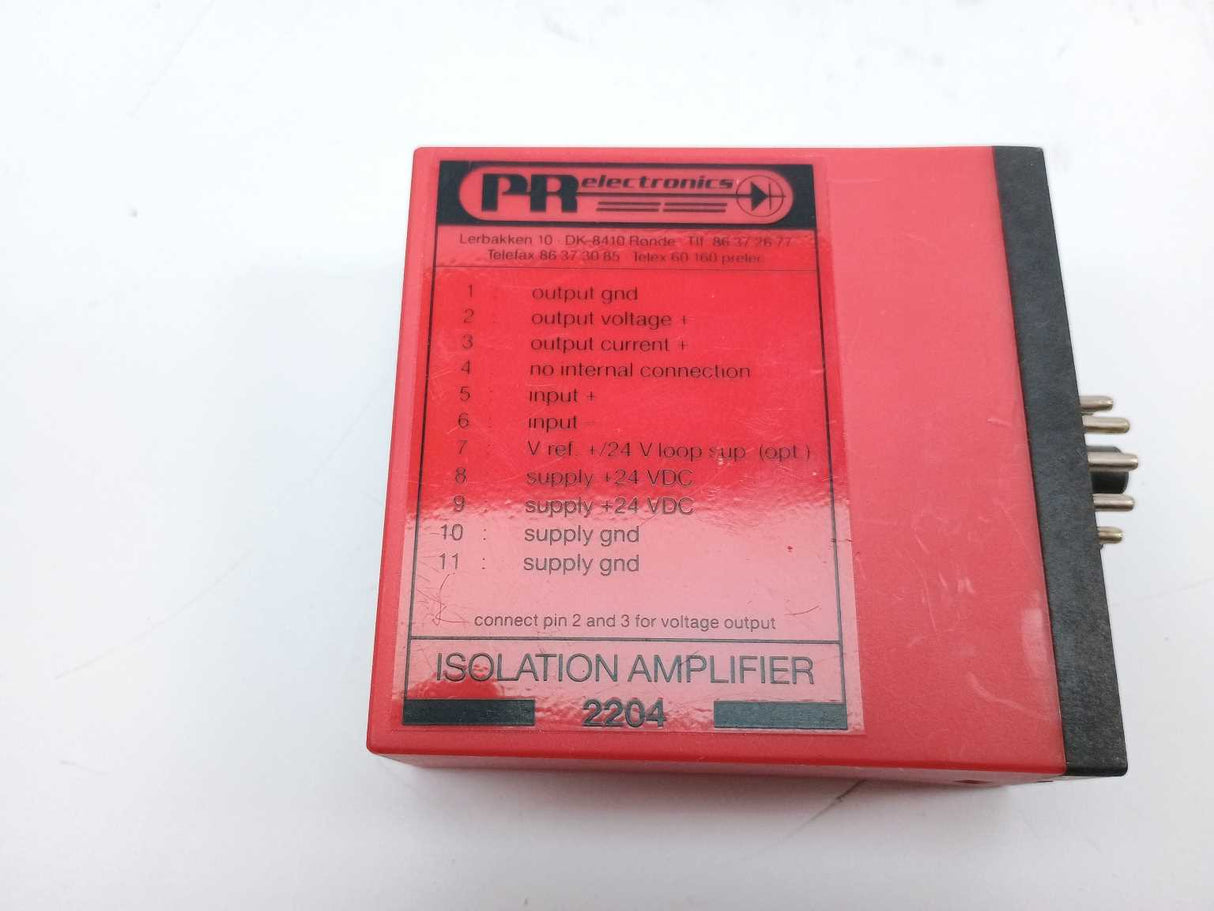 PR electronics
Lerbakken 10 · DK-8410 Rønde · Tlf. 86 37 26 77
Telefax 86 37 30 85 · Telex 60 160 prelec
1 : output gnd
2 : output voltage +
3 : output current +
4 : no internal connection
5 : input +
6 : input -
7 : V ref. +/24 V loop sup. (opt.)
8 : supply +24 VDC
9 : supply +24 VDC
10 : supply gnd
11 : supply gnd
connect pin 2 and 3 for voltage output
ISOLATION AMPLIFIER
2204